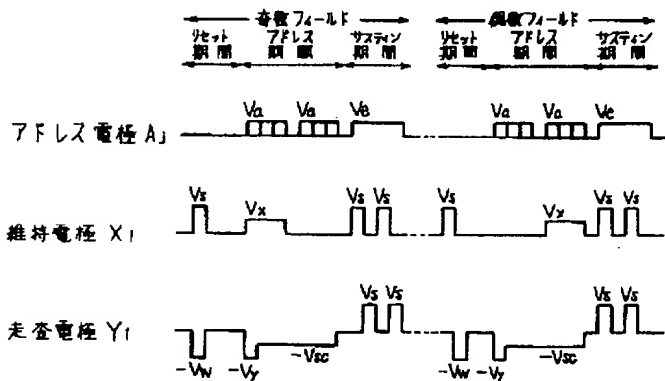 奇数フィールド 偶数フィールド
リセット期間 アドレス期間 サスティン期間 リセット期間 アドレス期間 サスティン期間
アドレス電極 Aj Va Va Ve Va Va Ve
維持電極 X1 Vs Vx Vs Vs Vs Vx Vs Vs
Vs Vs Vs Vs
走査電極 Y1
-Vw -Vy -Vsc -Vw -Vy -Vsc